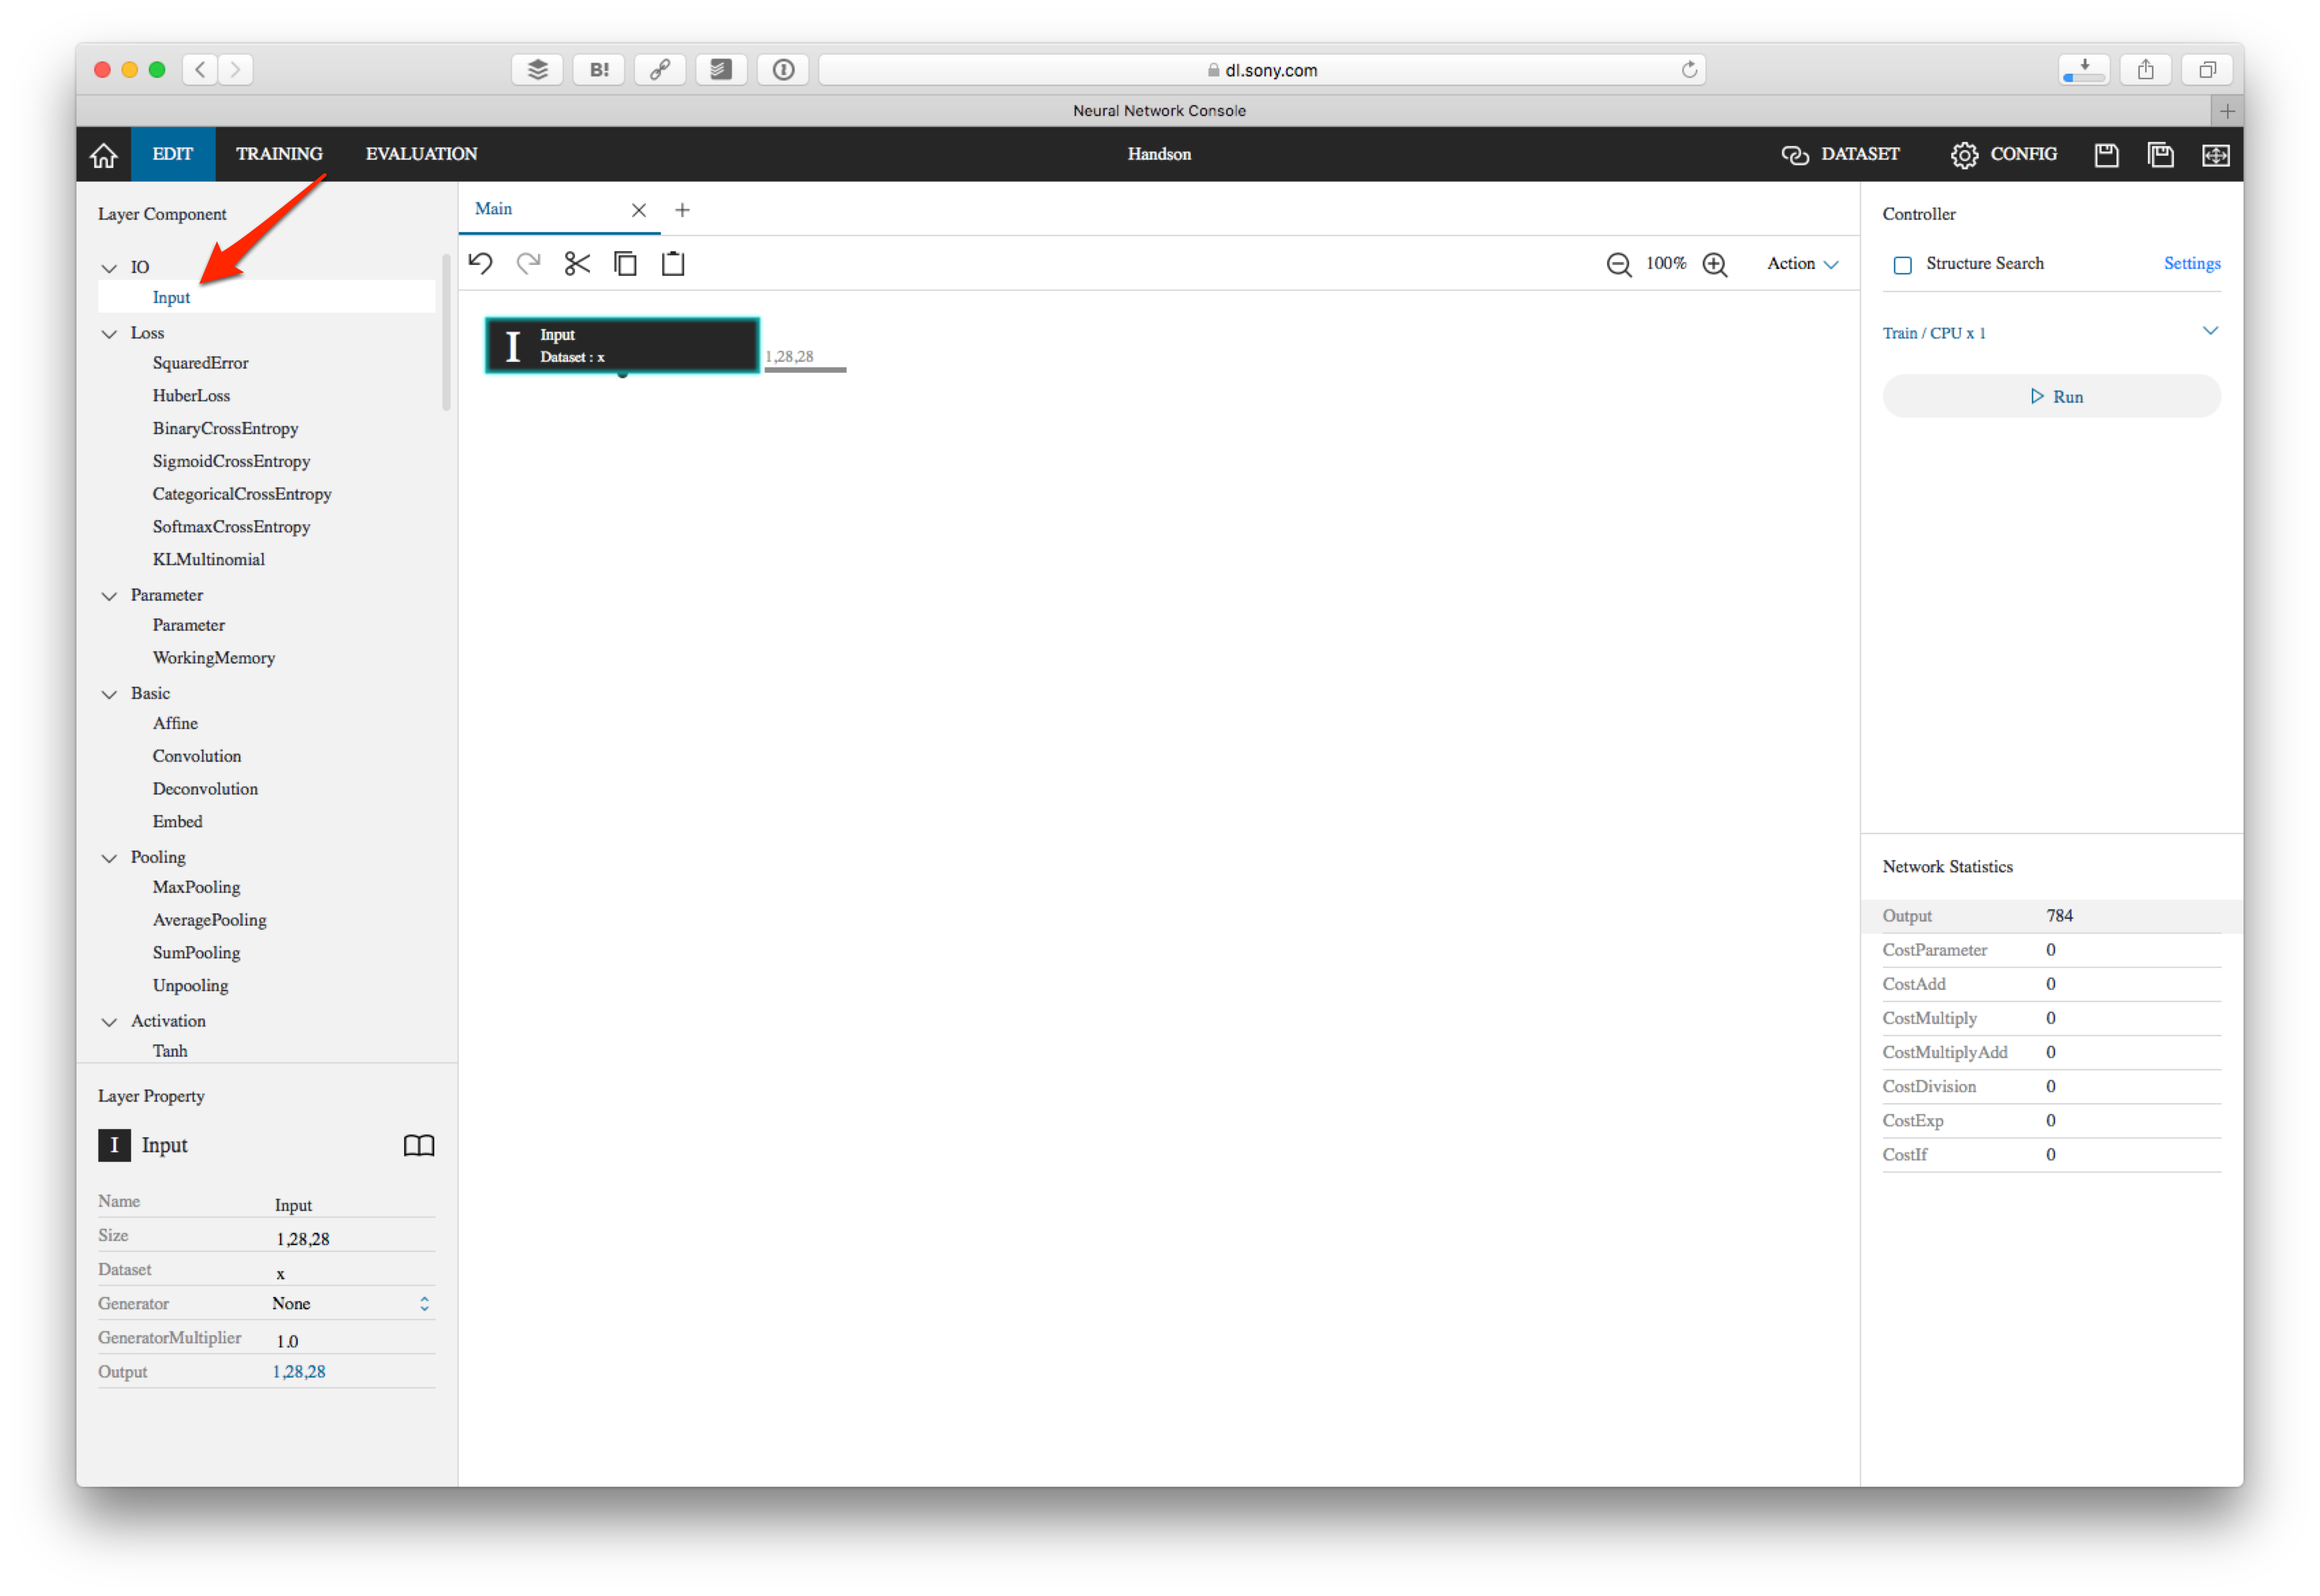 B!
dl.sony.com
Neural Network Console
EDIT TRAINING EVALUATION Handson DATASET CONFIG
Layer Component
IO
Input
Loss
SquaredError
HuberLoss
BinaryCrossEntropy
SigmoidCrossEntropy
CategoricalCrossEntropy
SoftmaxCrossEntropy
KLMultinomial
Parameter
Parameter
WorkingMemory
Basic
Affine
Convolution
Deconvolution
Embed
Pooling
MaxPooling
AveragePooling
SumPooling
Unpooling
Activation
Tanh
Layer Property
I Input
Name Input
Size 1,28,28
Dataset x
Generator None
GeneratorMultiplier 1.0
Output 1,28,28
Main
100% Action
I Input
Dataset : x
1,28,28
Controller
Structure Search Settings
Train / CPU x 1
Run
Network Statistics
Output 784
CostParameter 0
CostAdd 0
CostMultiply 0
CostMultiplyAdd 0
CostDivision 0
CostExp 0
CostIf 0